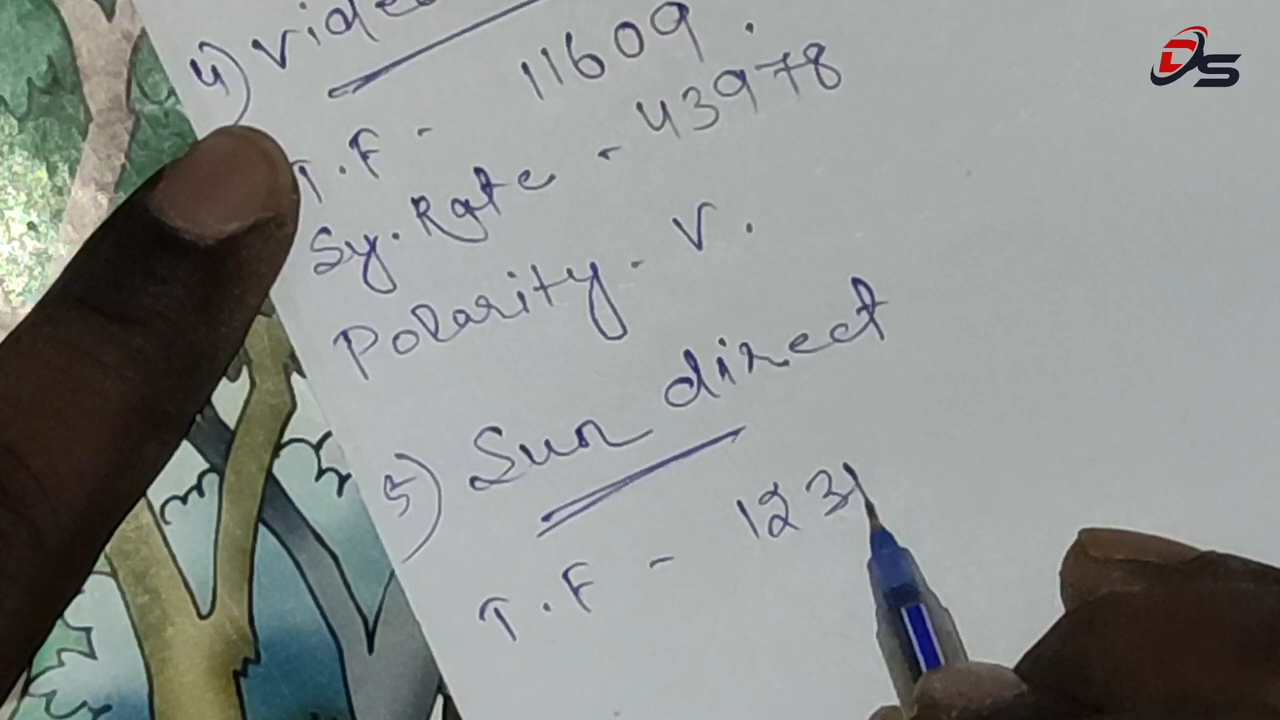 4) Vide
T.F - 11609.
Sy. Rate - 43978
Polarity - V.
5) Sun direct
T.F - 123
DS